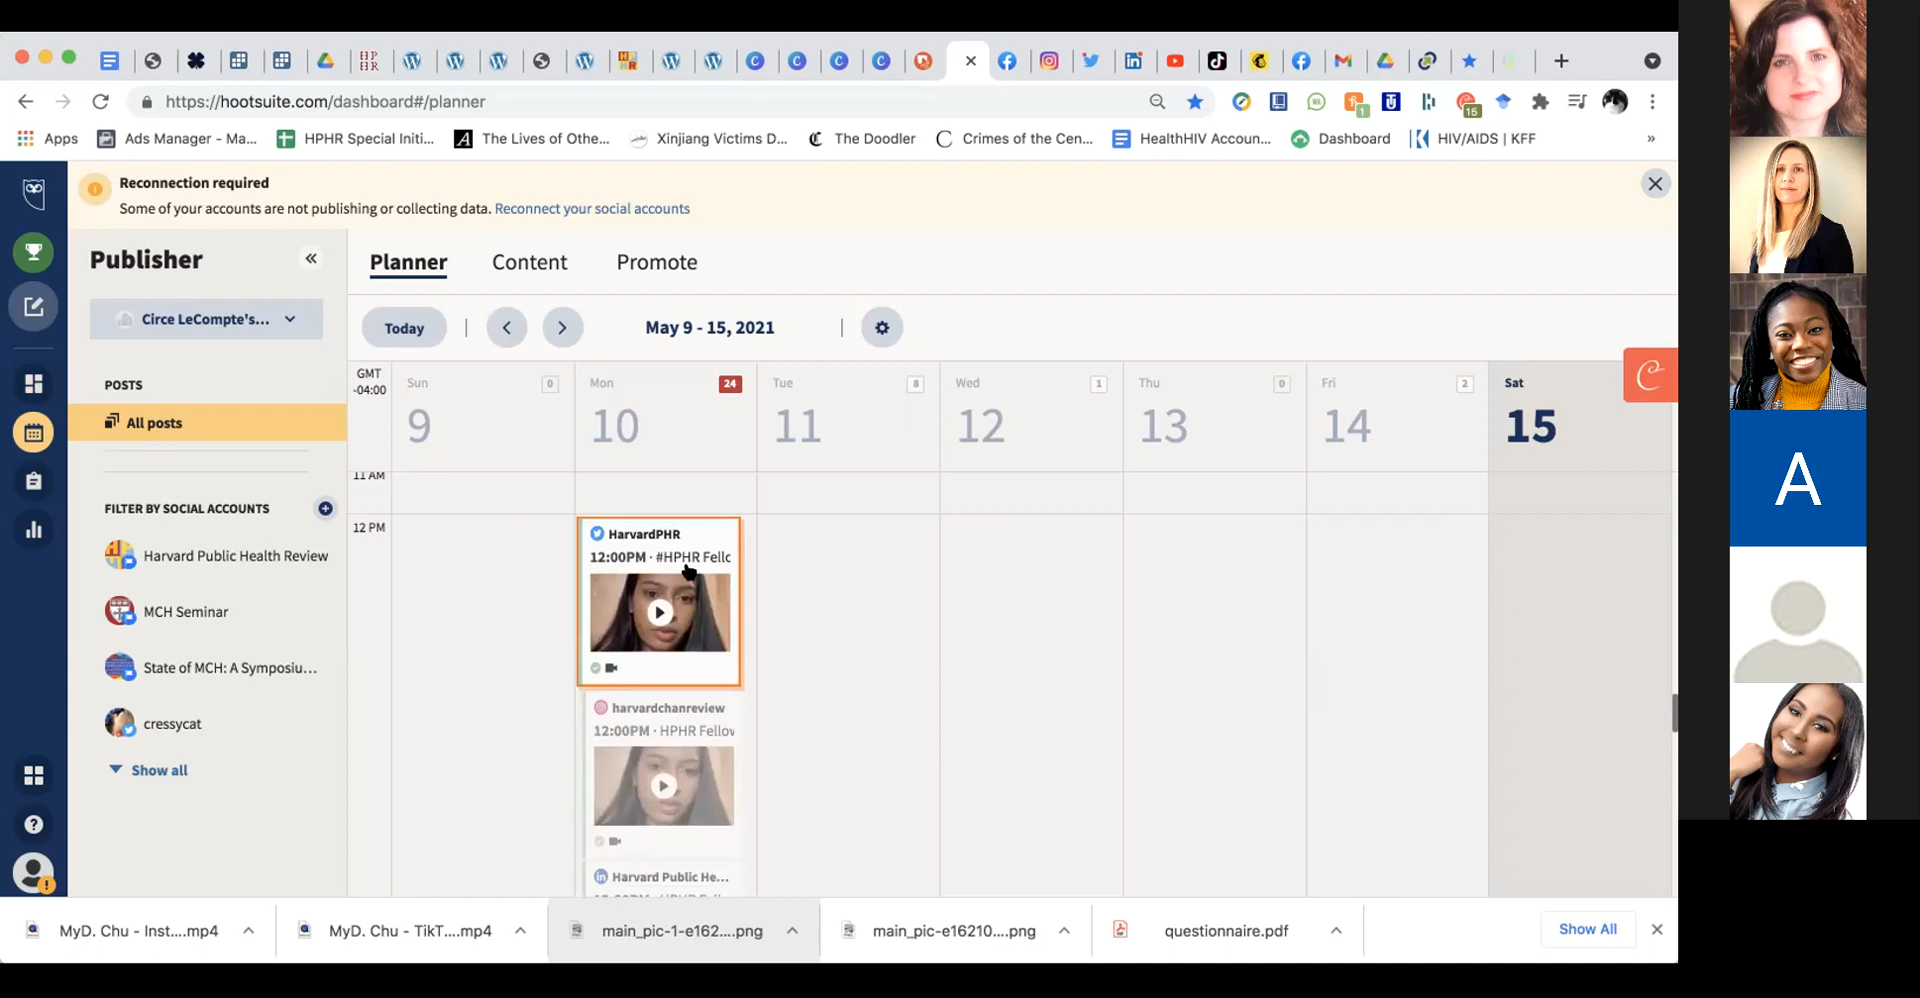 https://hootsuite.com/dashboard#/planner
1
15
Apps
Ads Manager - Ma...
HPHR Special Initi...
The Lives of Othe...
Xinjiang Victims D...
The Doodler
Crimes of the Cen...
HealthHIV Accoun...
Dashboard
HIV/AIDS | KFF
»
Reconnection required
Some of your accounts are not publishing or collecting data. Reconnect your social accounts
Publisher
Planner
Content
Promote
Circe LeCompte's...
Today
May 9 - 15, 2021
POSTS
All posts
FILTER BY SOCIAL ACCOUNTS
Harvard Public Health Review
MCH Seminar
State of MCH: A Symposiu...
cressycat
Show all
GMT
-04:00
Sun 0
9
Mon 24
10
Tue 8
11
Wed 1
12
Thu 0
13
Fri 2
14
Sat
15
11 AM
12 PM
HarvardPHR
12:00PM · #HPHR Fello
harvardchanreview
12:00PM · HPHR Fellow
Harvard Public He...
MyD. Chu - Inst....mp4
MyD. Chu - TikT....mp4
main_pic-1-e162....png
main_pic-e16210....png
questionnaire.pdf
Show All
A